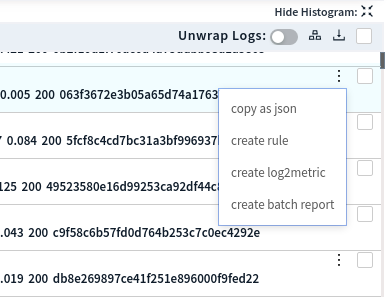 Hide Histogram:
Unwrap Logs:
0.005 200 063f3672e3b05a65d74a1763
copy as json
0.084 200 5fcf8c4cd7bc31a3bf996937
create rule
create log2metric
125 200 49523580e16d99253ca92df44c
create batch report
.043 200 c9f58c6b57fd0d764b253c7c0ec4292e
.019 200 db8e269897ce41f251e896000f9fed22